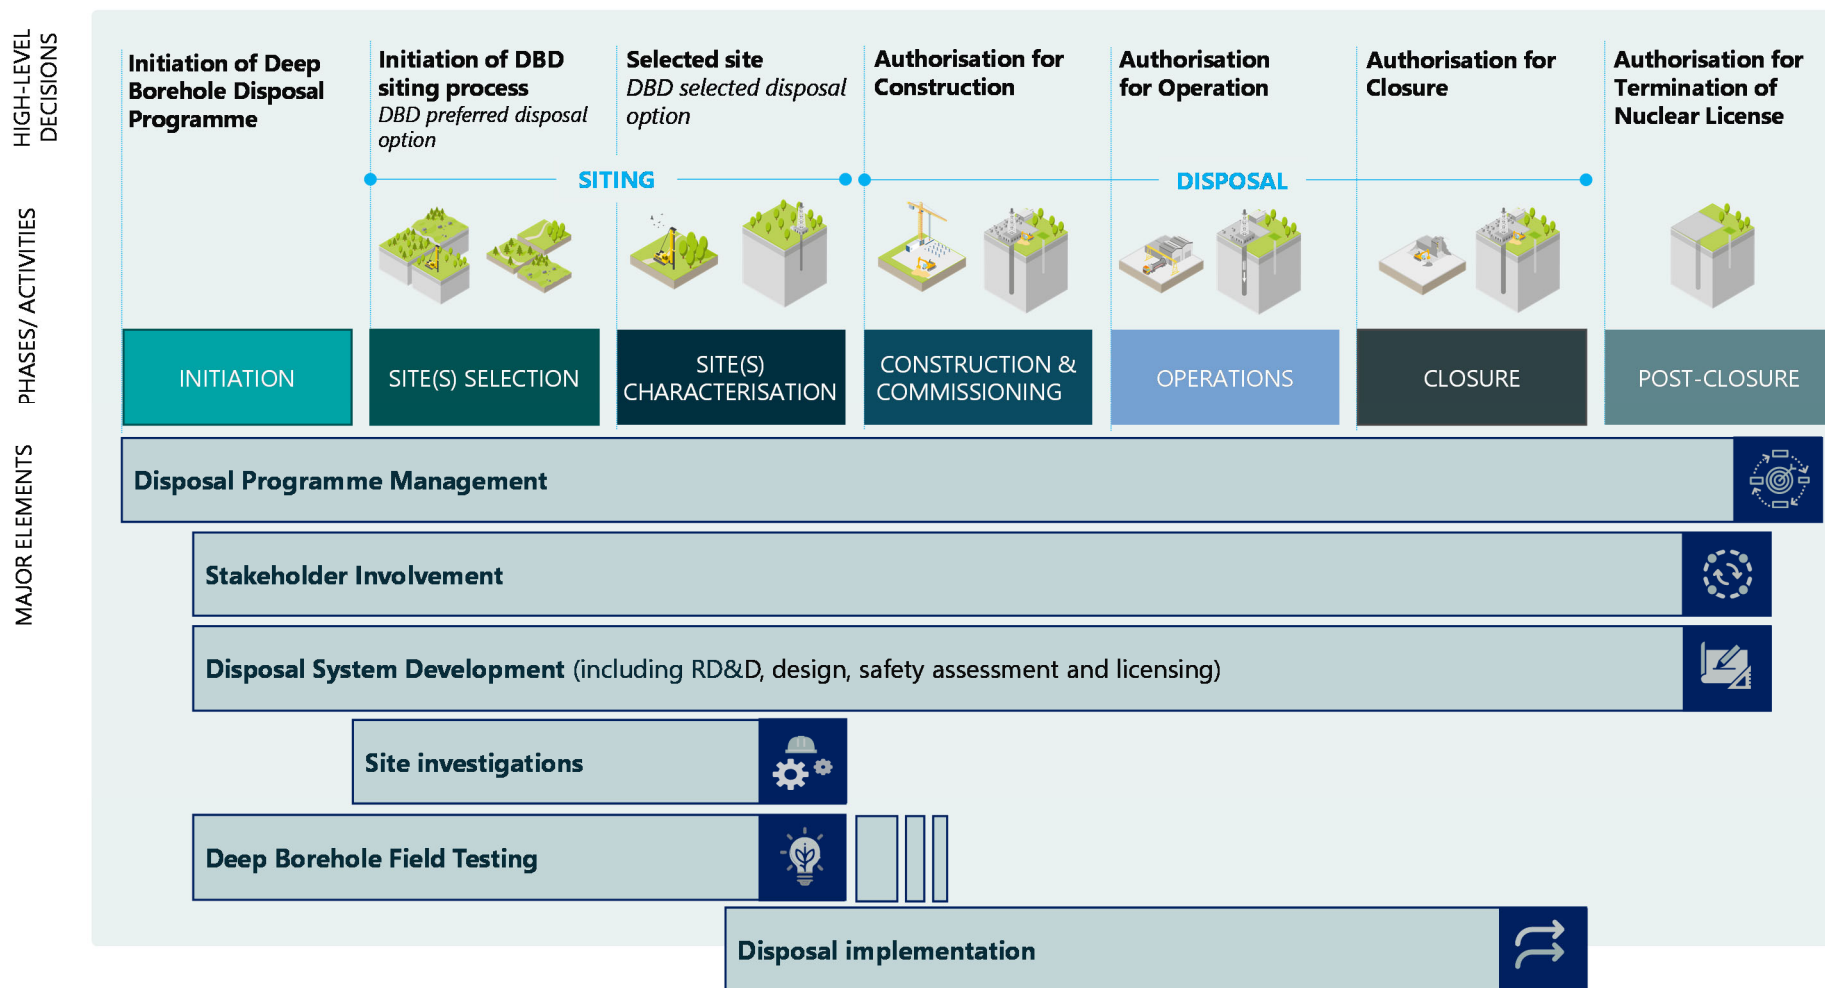 HIGH-LEVEL
DECISIONS
Initiation of Deep
Borehole Disposal
Programme
Initiation of DBD
siting process
DBD preferred disposal
option
Selected site
DBD selected disposal
option
Authorisation for
Construction
Authorisation
for Operation
Authorisation for
Closure
Authorisation for
Termination of
Nuclear License
SITING
DISPOSAL
PHASES/ ACTIVITIES
INITIATION
SITE(S) SELECTION
SITE(S)
CHARACTERISATION
CONSTRUCTION &
COMMISSIONING
OPERATIONS
CLOSURE
POST-CLOSURE
MAJOR ELEMENTS
Disposal Programme Management
Stakeholder Involvement
Disposal System Development (including RD&D, design, safety assessment and licensing)
Site investigations
Deep Borehole Field Testing
Disposal implementation